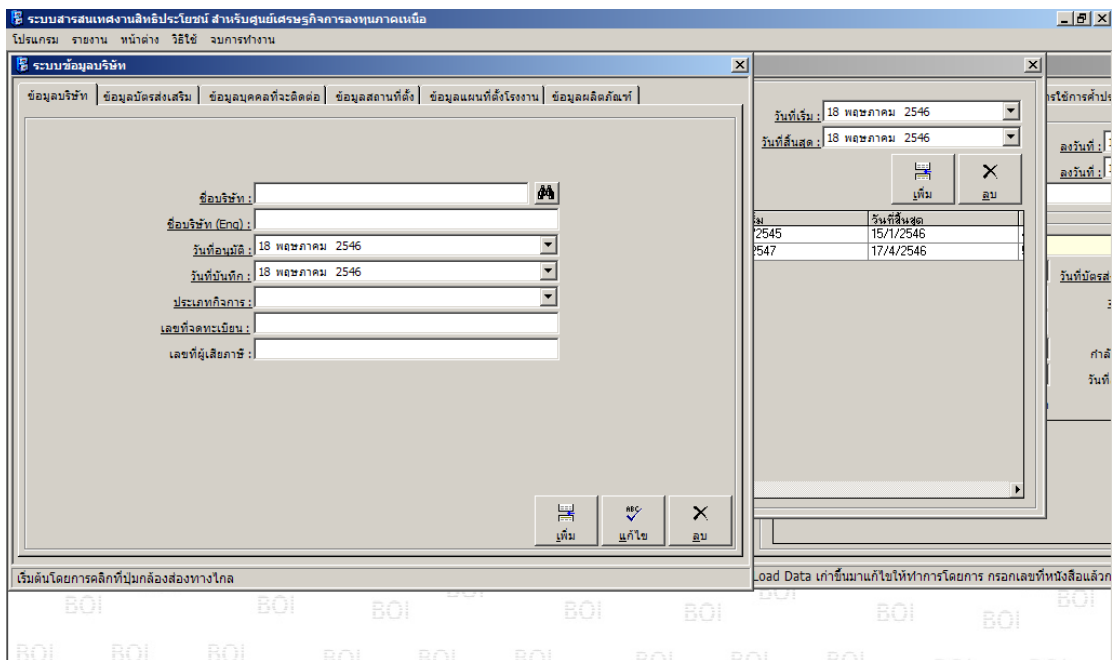 ระบบสารสนเทศงานสิทธิประโยชน์ สำหรับศูนย์เศรษฐกิจการลงทุนภาคเหนือ
โปรแกรม รายงาน หน้าต่าง วิธีใช้ จบการทำงาน
ระบบข้อมูลบริษัท
ข้อมูลบริษัท ข้อมูลบัตรส่งเสริม ข้อมูลบุคคลที่จะติดต่อ ข้อมูลสถานที่ตั้ง ข้อมูลแผนที่ตั้งโรงงาน ข้อมูลผลิตภัณฑ์
ชื่อบริษัท :
ชื่อบริษัท (Eng) :
วันที่อนุมัติ : 18 พฤษภาคม 2546
วันที่บันทึก : 18 พฤษภาคม 2546
ประเภทกิจการ :
เลขที่จดทะเบียน :
เลขที่ผู้เสียภาษี :
เพิ่ม แก้ไข ลบ
เริ่มต้นโดยการคลิกที่ปุ่มกล้องส่องทางไกล
วันที่เริ่ม : 18 พฤษภาคม 2546
วันที่สิ้นสุด : 18 พฤษภาคม 2546
เพิ่ม ลบ
วันที่สิ้นสุด
2545 15/1/2546
2547 17/4/2546
ลงวันที่ :
ลงวันที่ :
วันที่บัตรส่
กำลั
วันที่
Load Data เก่าขึ้นมาแก้ไขให้ทำการโดยการ กรอกเลขที่หนังสือแล้วก
BOI BOI BOI BOI BOI BOI BOI BOI BOI
BOI BOI BOI BOI BOI BOI BOI BOI BOI